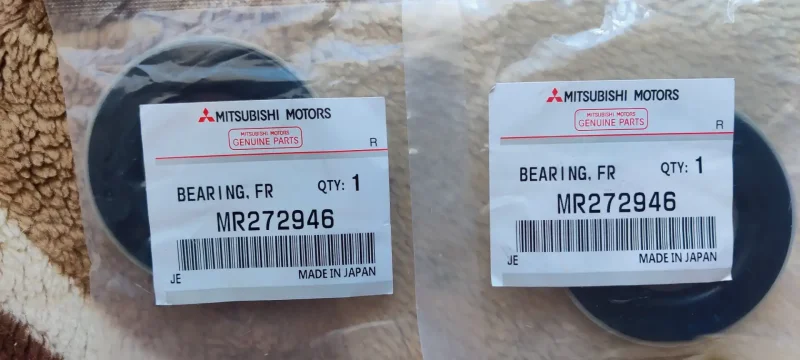 MITSUBISHI MOTORS
MITSUBISHI MOTORS
GENUINE PARTS
R
BEARING, FR QTY: 1
MR272946
JE MADE IN JAPAN
MITSUBISHI MOTORS
MITSUBISHI MOTORS
GENUINE PARTS
R
BEARING, FR QTY: 1
MR272946
JE MADE IN JAPAN